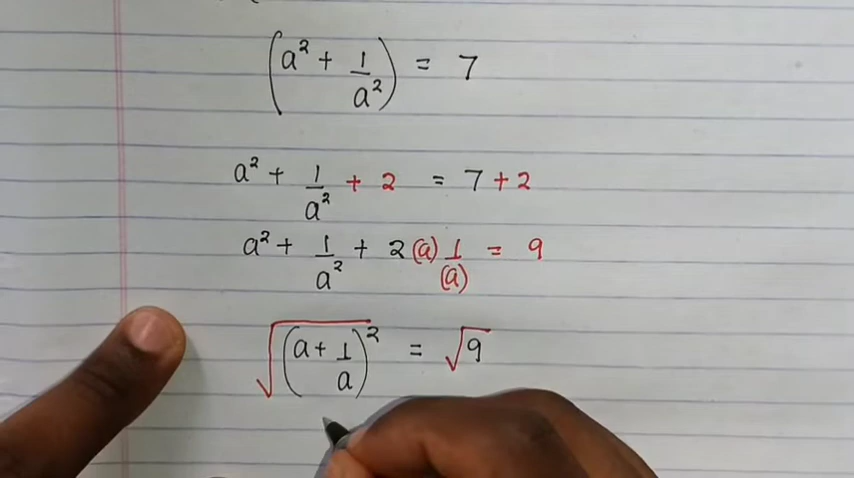 (a² + 1/a²) = 7
a² + 1/a² + 2 = 7 + 2
a² + 1/a² + 2 (a) 1/(a) = 9
√(a + 1/a)² = √9